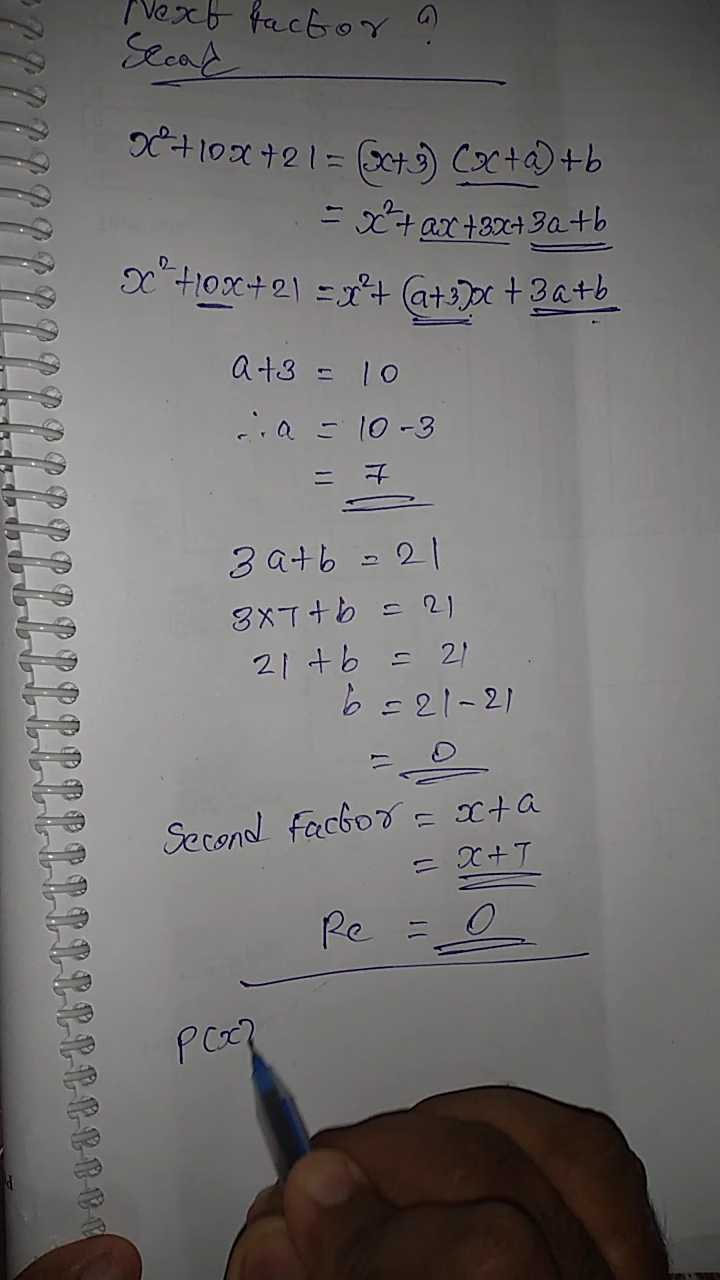 Next factor ?
x²+10x+21 = (x+3) (x+a)+b
= x²+ax+3x+3a+b
x²+10x+21 = x²+(a+3)x+3a+b
a+3 = 10
∴ a = 10-3
= 7
3a+b = 21
3×7+b = 21
21+b = 21
b = 21-21
= 0
Second Factor = x+a
= x+7
Re = 0
P(x)